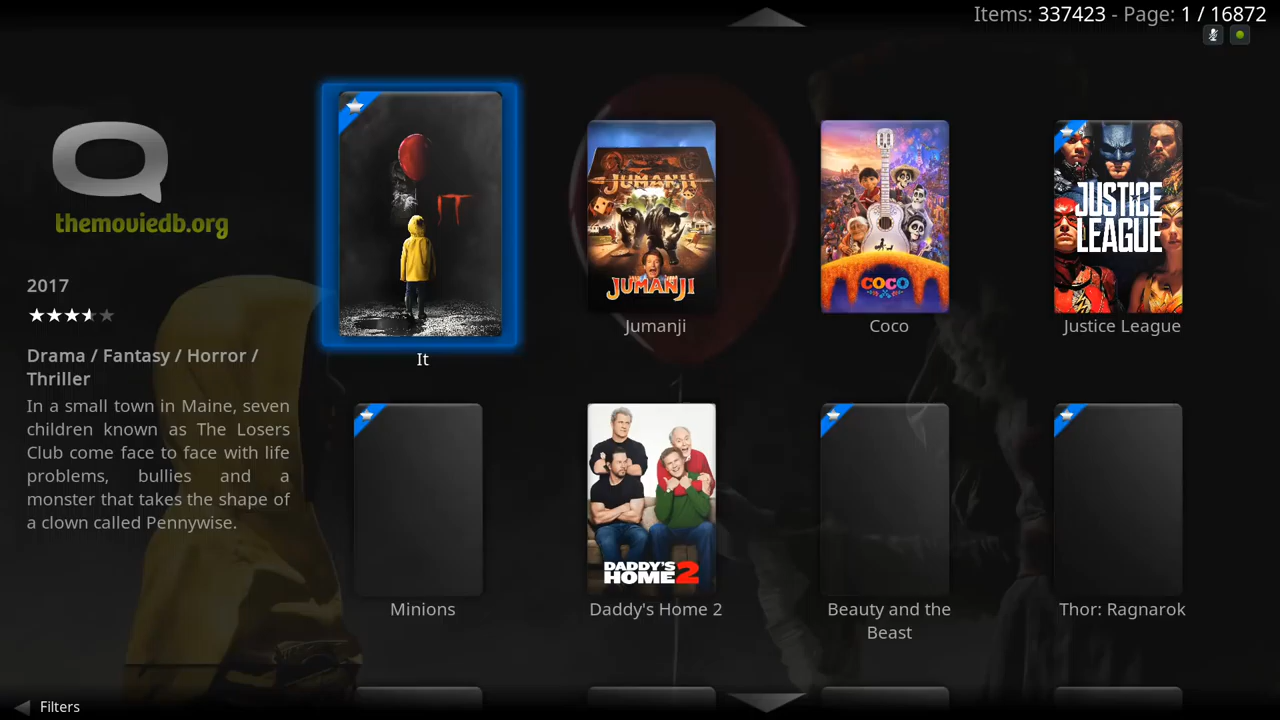 Items: 337423 - Page: 1 / 16872
themoviedb.org
2017
Drama / Fantasy / Horror /
Thriller
In a small town in Maine, seven
children known as The Losers
Club come face to face with life
problems, bullies and a
monster that takes the shape of
a clown called Pennywise.
IT
It
JUMANJI
JUMANJI
Jumanji
COCO
Coco
JUSTICE
LEAGUE
Justice League
Minions
DADDY'S
HOME 2
Daddy's Home 2
Beauty and the
Beast
Thor: Ragnarok
Filters